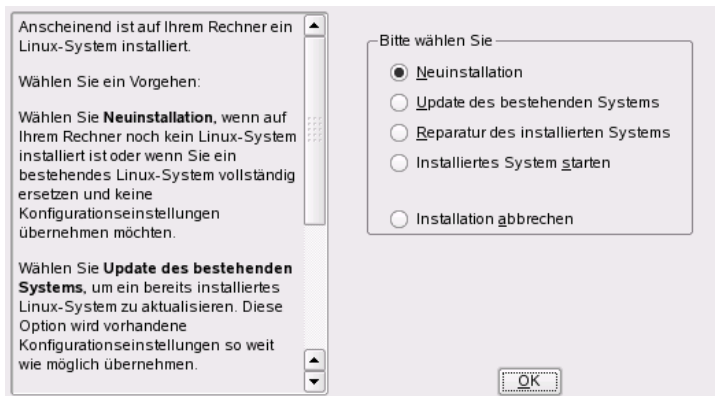 Anscheinend ist auf Ihrem Rechner ein
Linux-System installiert.
Wählen Sie ein Vorgehen:
Wählen Sie Neuinstallation, wenn auf
Ihrem Rechner noch kein Linux-System
installiert ist oder wenn Sie ein
bestehendes Linux-System vollständig
ersetzen und keine
Konfigurationseinstellungen
übernehmen möchten.
Wählen Sie Update des bestehenden
Systems, um ein bereits installiertes
Linux-System zu aktualisieren. Diese
Option wird vorhandene
Konfigurationseinstellungen so weit
wie möglich übernehmen.
Bitte wählen Sie
Neuinstallation
Update des bestehenden Systems
Reparatur des installierten Systems
Installiertes System starten
Installation abbrechen
OK